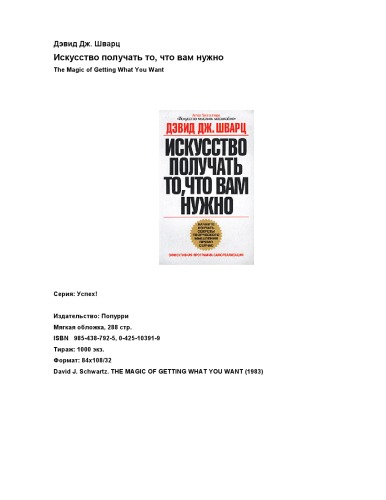 Дэвид Дж. Шварц
Искусство получать то, что вам нужно
The Magic of Getting What You Want
ДЭВИД ДЖ. ШВАРЦ
ИСКУССТВО
ПОЛУЧАТЬ
ТО, ЧТО ВАМ
НУЖНО
Серия: Успех!
Издательство: Попурри
Мягкая обложка, 288 стр.
ISBN 985-438-792-5, 0-425-10391-9
Тираж: 1000 экз.
Формат: 84x108/32
David J. Schwartz. THE MAGIC OF GETTING WHAT YOU WANT (1983)